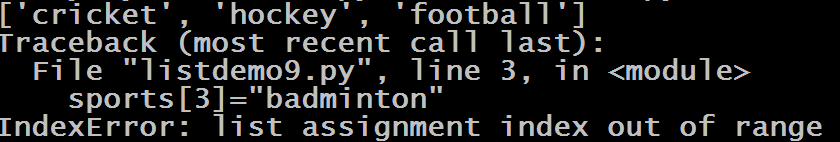 ['cricket', 'hockey', 'football']
Traceback (most recent call last):
  File "listdemo9.py", line 3, in <module>
    sports[3]="badminton"
IndexError: list assignment index out of range